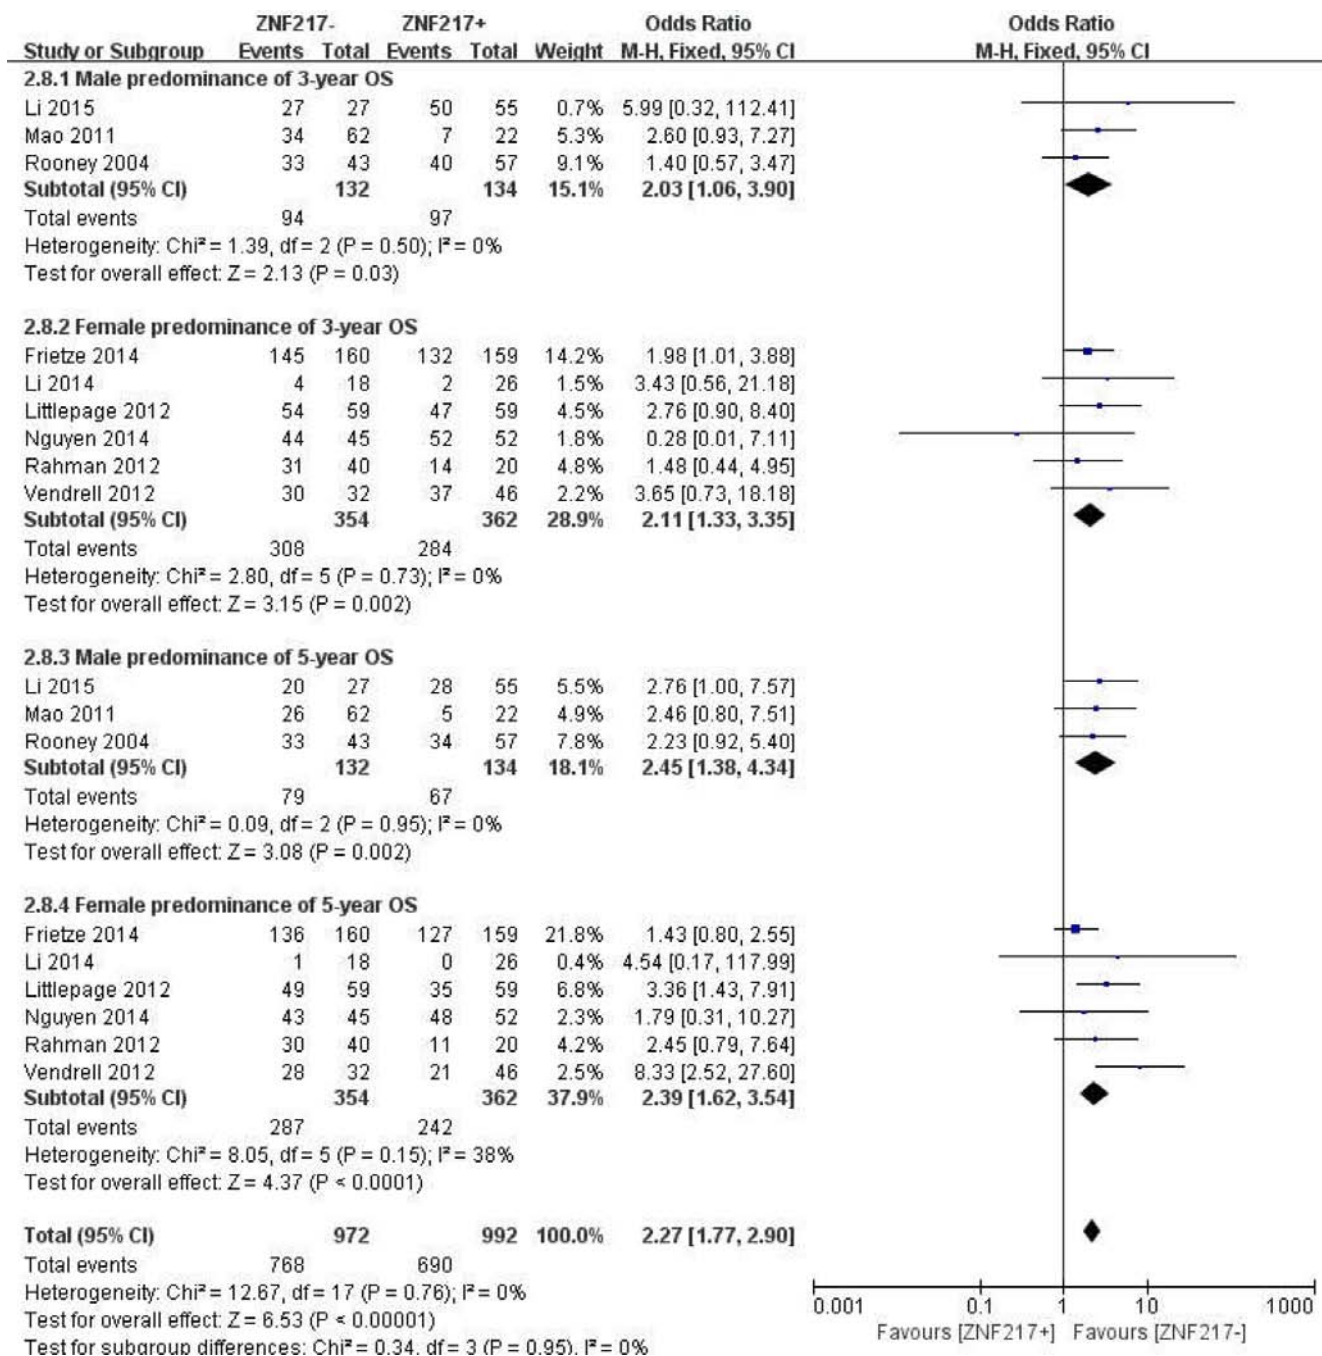 ZNF217- ZNF217+ Odds Ratio Odds Ratio
Study or Subgroup Events Total Events Total Weight M-H, Fixed, 95% CI M-H, Fixed, 95% CI
2.8.1 Male predominance of 3-year OS
Li 2015 27 27 50 55 0.7% 5.99 [0.32, 112.41]
Mao 2011 34 62 7 22 5.3% 2.60 [0.93, 7.27]
Rooney 2004 33 43 40 57 9.1% 1.40 [0.57, 3.47]
Subtotal (95% CI) 132 134 15.1% 2.03 [1.06, 3.90]
Total events 94 97
Heterogeneity: Chi² = 1.39, df = 2 (P = 0.50); I² = 0%
Test for overall effect: Z = 2.13 (P = 0.03)
2.8.2 Female predominance of 3-year OS
Frietze 2014 145 160 132 159 14.2% 1.98 [1.01, 3.88]
Li 2014 4 18 2 26 1.5% 3.43 [0.56, 21.18]
Littlepage 2012 54 59 47 59 4.5% 2.76 [0.90, 8.40]
Nguyen 2014 44 45 52 52 1.8% 0.28 [0.01, 7.11]
Rahman 2012 31 40 14 20 4.8% 1.48 [0.44, 4.95]
Vendrell 2012 30 32 37 46 2.2% 3.65 [0.73, 18.18]
Subtotal (95% CI) 354 362 28.9% 2.11 [1.33, 3.35]
Total events 308 284
Heterogeneity: Chi² = 2.80, df = 5 (P = 0.73); I² = 0%
Test for overall effect: Z = 3.15 (P = 0.002)
2.8.3 Male predominance of 5-year OS
Li 2015 20 27 28 55 5.5% 2.76 [1.00, 7.57]
Mao 2011 26 62 5 22 4.9% 2.46 [0.80, 7.51]
Rooney 2004 33 43 34 57 7.8% 2.23 [0.92, 5.40]
Subtotal (95% CI) 132 134 18.1% 2.45 [1.38, 4.34]
Total events 79 67
Heterogeneity: Chi² = 0.09, df = 2 (P = 0.95); I² = 0%
Test for overall effect: Z = 3.08 (P = 0.002)
2.8.4 Female predominance of 5-year OS
Frietze 2014 136 160 127 159 21.8% 1.43 [0.80, 2.55]
Li 2014 1 18 0 26 0.4% 4.54 [0.17, 117.99]
Littlepage 2012 49 59 35 59 6.8% 3.36 [1.43, 7.91]
Nguyen 2014 43 45 48 52 2.3% 1.79 [0.31, 10.27]
Rahman 2012 30 40 11 20 4.2% 2.45 [0.79, 7.64]
Vendrell 2012 28 32 21 46 2.5% 8.33 [2.52, 27.60]
Subtotal (95% CI) 354 362 37.9% 2.39 [1.62, 3.54]
Total events 287 242
Heterogeneity: Chi² = 8.05, df = 5 (P = 0.15); I² = 38%
Test for overall effect: Z = 4.37 (P < 0.0001)
Total (95% CI) 972 992 100.0% 2.27 [1.77, 2.90]
Total events 768 690
Heterogeneity: Chi² = 12.67, df = 17 (P = 0.76); I² = 0%
0.001 0.1 1 10 1000
Test for overall effect: Z = 6.53 (P < 0.00001)
Favours [ZNF217+] Favours [ZNF217-]
Test for subgroup differences: Chi² = 0.34, df = 3 (P = 0.95), I² = 0%